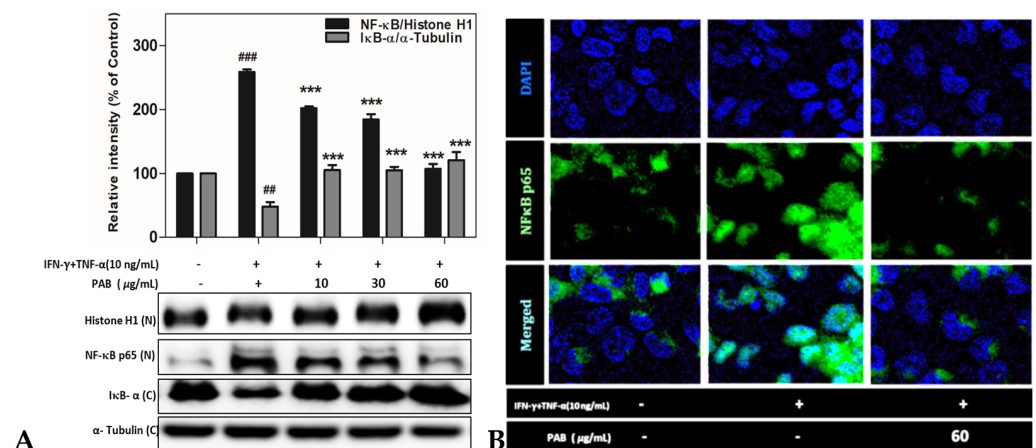 NF-κB/Histone H1
IκB-α/α-Tubulin
Relative intensity (% of Control)
300
200
100
0
###
##
***
***
***
***
***
***
IFN-γ+TNF-α(10 ng/mL) - + + + +
PAB ( μg/mL) - + 10 30 60
Histone H1 (N)
NF-κB p65 (N)
IκB- α (C)
α- Tubulin (C)
A
B
DAPI
NFκB p65
Merged
IFN-γ+TNF-α(10ng/mL) - + +
PAB ( μg/mL) - - 60